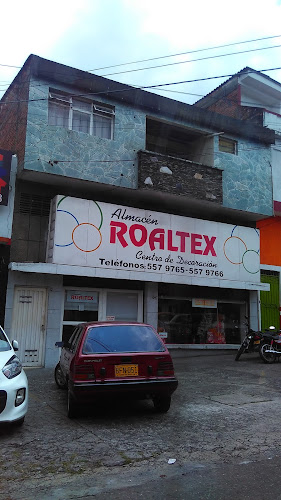 Almacén
ROALTEX
Centro de Decoración
Teléfonos: 557 9765-557 9766
ROALTEX